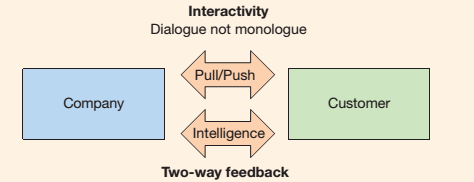 Interactivity
Dialogue not monologue
Pull/Push
Company
Customer
Intelligence
Two-way feedback